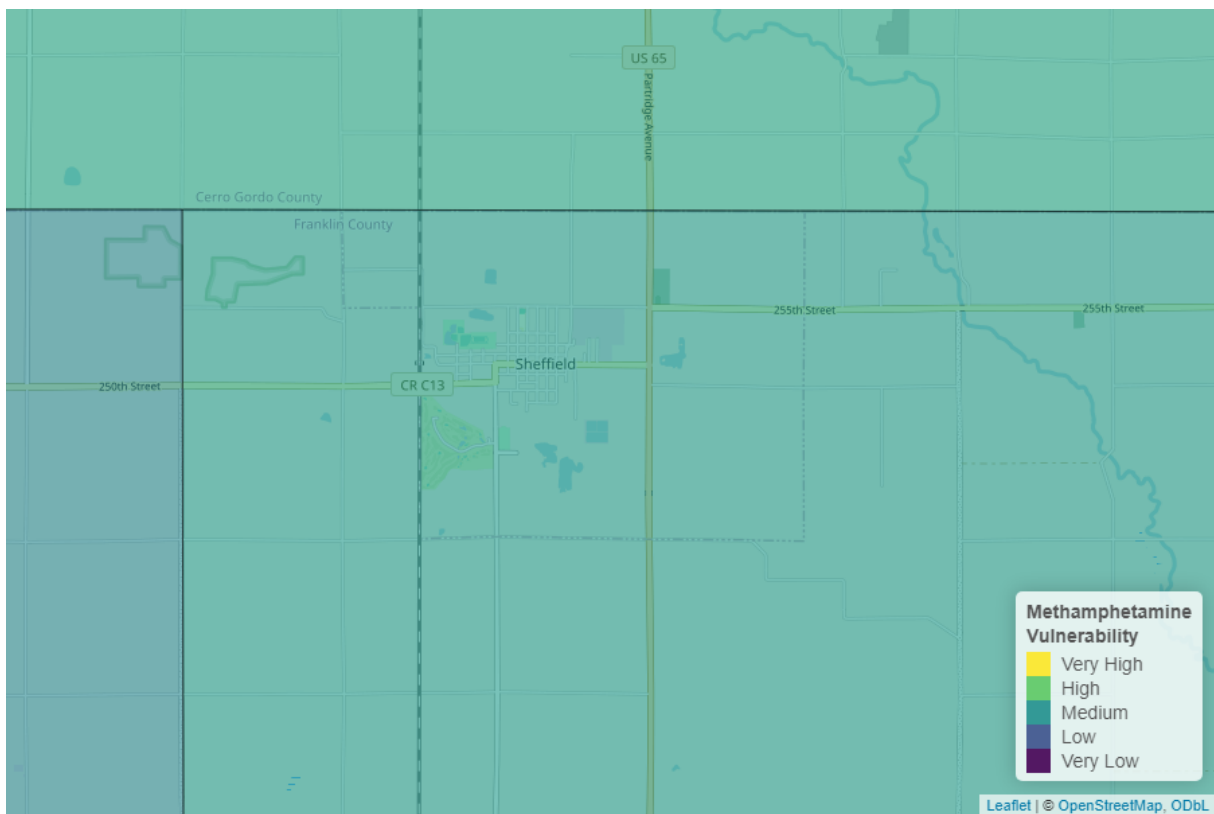 US 65
Partridge Avenue
Cerro Gordo County
Franklin County
255th Street
255th Street
Sheffield
250th Street
CR C13
Methamphetamine
Vulnerability
Very High
High
Medium
Low
Very Low
Leaflet | © OpenStreetMap, ODbL